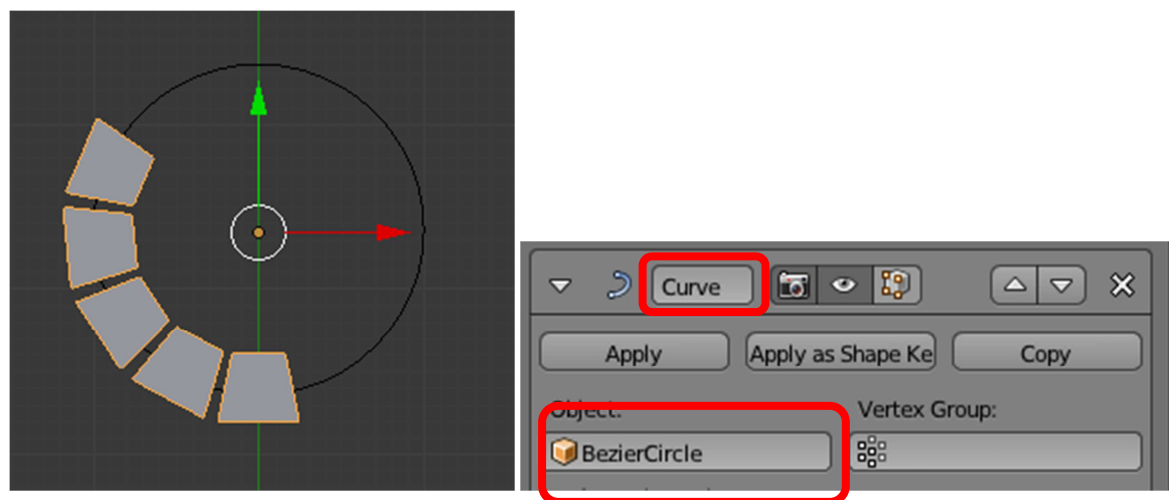 Curve
Apply
Apply as Shape Ke
Copy
Object:
Vertex Group:
BezierCircle